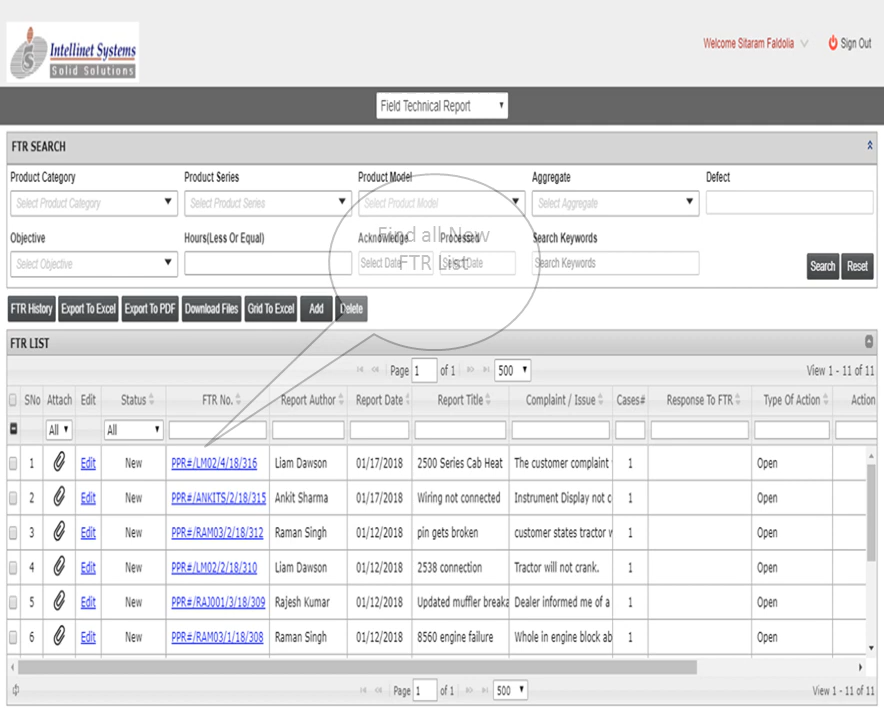 Intellinet Systems
Solid Solutions
Welcome Sitaram Faldolia
Sign Out
Field Technical Report
FTR SEARCH
Product Category Product Series Product Model Aggregate Defect
Select Product Category Select Product Series Select Product Model Select Aggregate
Objective Hours(Less Or Equal) Acknowledge Processed Search Keywords
Select Objective Select Date Select Date Search Keywords
Search Reset
Find all New
FTR List
FTR History Export To Excel Export To PDF Download Files Grid To Excel Add Delete
FTR LIST
Page 1 of 1 500 View 1 - 11 of 11
SNo Attach Edit Status FTR No. Report Author Report Date Report Title Complaint / Issue Cases# Response To FTR Type Of Action Action
All All
1 Edit New PPR#/LM02/4/18/316 Liam Dawson 01/17/2018 2500 Series Cab Heat The customer complaint 1 Open
2 Edit New PPR#/ANKITS/2/18/315 Ankit Sharma 01/17/2018 Wiring not connected Instrument Display not c 1 Open
3 Edit New PPR#/RAM03/2/18/312 Raman Singh 01/12/2018 pin gets broken customer states tractor w 1 Open
4 Edit New PPR#/LM02/2/18/310 Liam Dawson 01/12/2018 2538 connection Tractor will not crank. 1 Open
5 Edit New PPR#/RAJ001/3/18/309 Rajesh Kumar 01/12/2018 Updated muffler breaka Dealer informed me of a 1 Open
6 Edit New PPR#/RAM03/1/18/308 Raman Singh 01/12/2018 8560 engine failure Whole in engine block ab 1 Open
Page 1 of 1 500 View 1 - 11 of 11